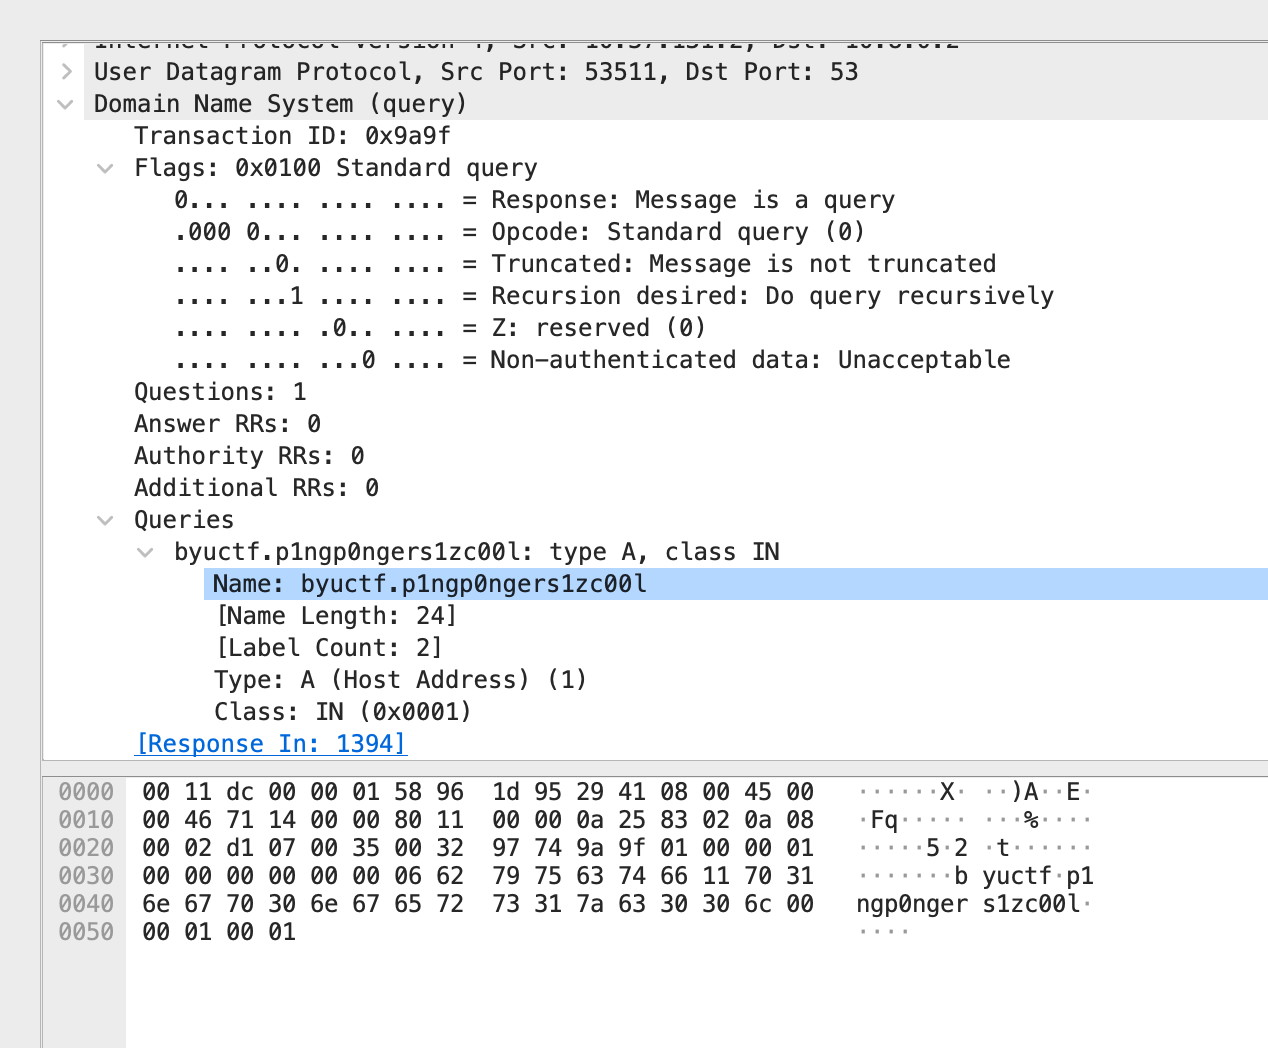 User Datagram Protocol, Src Port: 53511, Dst Port: 53
Domain Name System (query)
Transaction ID: 0x9a9f
Flags: 0x0100 Standard query
0... .... .... .... = Response: Message is a query
.000 0... .... .... = Opcode: Standard query (0)
.... ..0. .... .... = Truncated: Message is not truncated
.... ...1 .... .... = Recursion desired: Do query recursively
.... .... .0.. .... = Z: reserved (0)
.... .... ...0 .... = Non-authenticated data: Unacceptable
Questions: 1
Answer RRs: 0
Authority RRs: 0
Additional RRs: 0
Queries
byuctf.p1ngp0ngers1zc00l: type A, class IN
Name: byuctf.p1ngp0ngers1zc00l
[Name Length: 24]
[Label Count: 2]
Type: A (Host Address) (1)
Class: IN (0x0001)
[Response In: 1394]
0000 00 11 dc 00 00 01 58 96 1d 95 29 41 08 00 45 00 ······X· ··)A··E·
0010 00 46 71 14 00 00 80 11 00 00 0a 25 83 02 0a 08 ·Fq····· ···%····
0020 00 02 d1 07 00 35 00 32 97 74 9a 9f 01 00 00 01 ·····5·2 ·t······
0030 00 00 00 00 00 00 06 62 79 75 63 74 66 11 70 31 ·······b yuctf·p1
0040 6e 67 70 30 6e 67 65 72 73 31 7a 63 30 30 6c 00 ngp0nger s1zc00l·
0050 00 01 00 01 ····